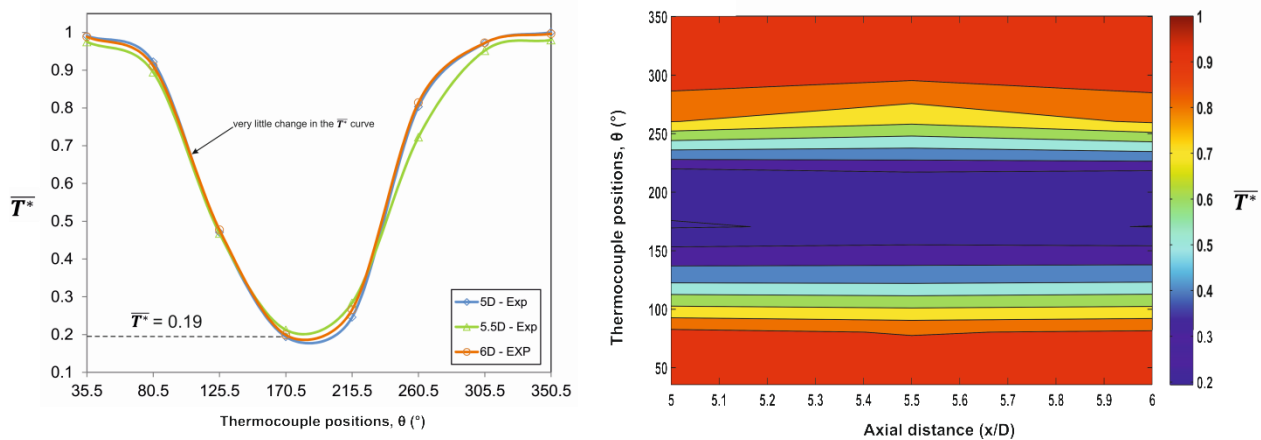 1
0.9
0.8
0.7
0.6
0.5
0.4
0.3
0.2
0.1
T*
very little change in the T* curve
T* = 0.19
5D - Exp
5.5D - Exp
6D - EXP
35.5 80.5 125.5 170.5 215.5 260.5 305.5 350.5
Thermocouple positions, θ (°)
350
300
250
200
150
100
50
Thermocouple positions, θ (°)
5 5.1 5.2 5.3 5.4 5.5 5.6 5.7 5.8 5.9 6
Axial distance (x/D)
1
0.9
0.8
0.7
0.6
0.5
0.4
0.3
0.2
T*